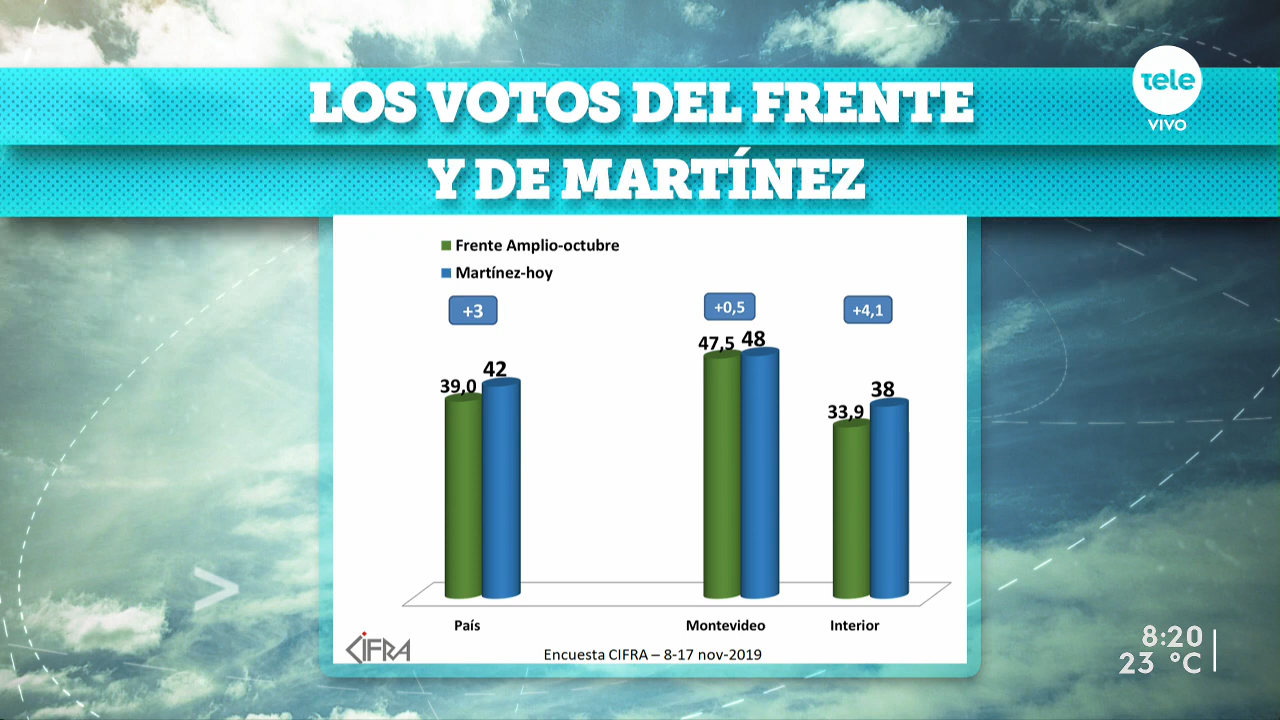 LOS VOTOS DEL FRENTE
Y DE MARTÍNEZ
tele
VIVO
Frente Amplio-octubre
Martínez-hoy
+3
+0,5
+4,1
39,0
42
47,5
48
33,9
38
País
Montevideo
Interior
CIFRA
Encuesta CIFRA – 8-17 nov-2019
8:20
23 °C